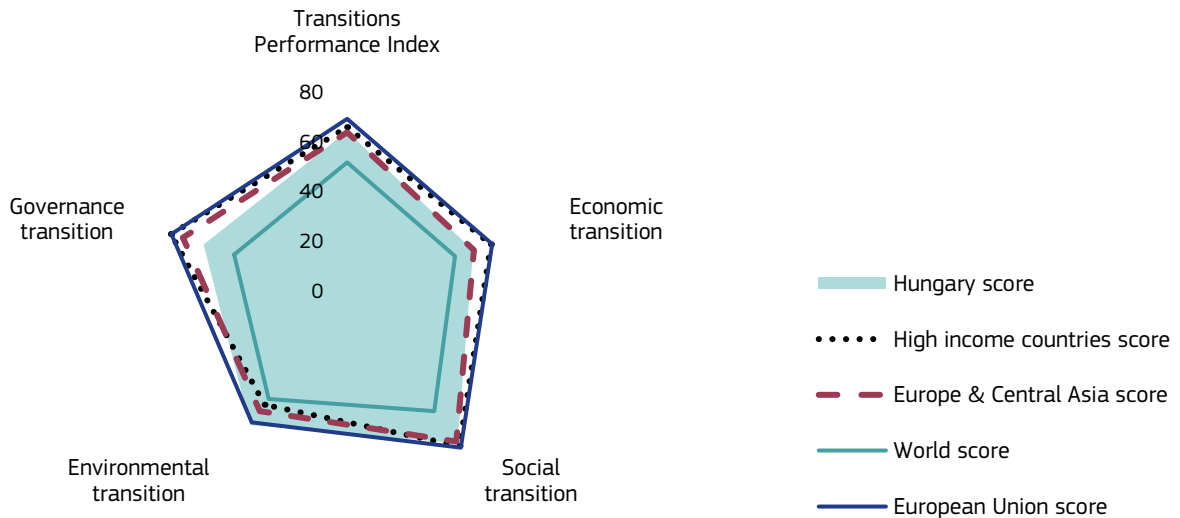 Transitions
Performance Index
80
60
40
20
0
Governance
transition
Economic
transition
Environmental
transition
Social
transition
Hungary score
High income countries score
Europe & Central Asia score
World score
European Union score